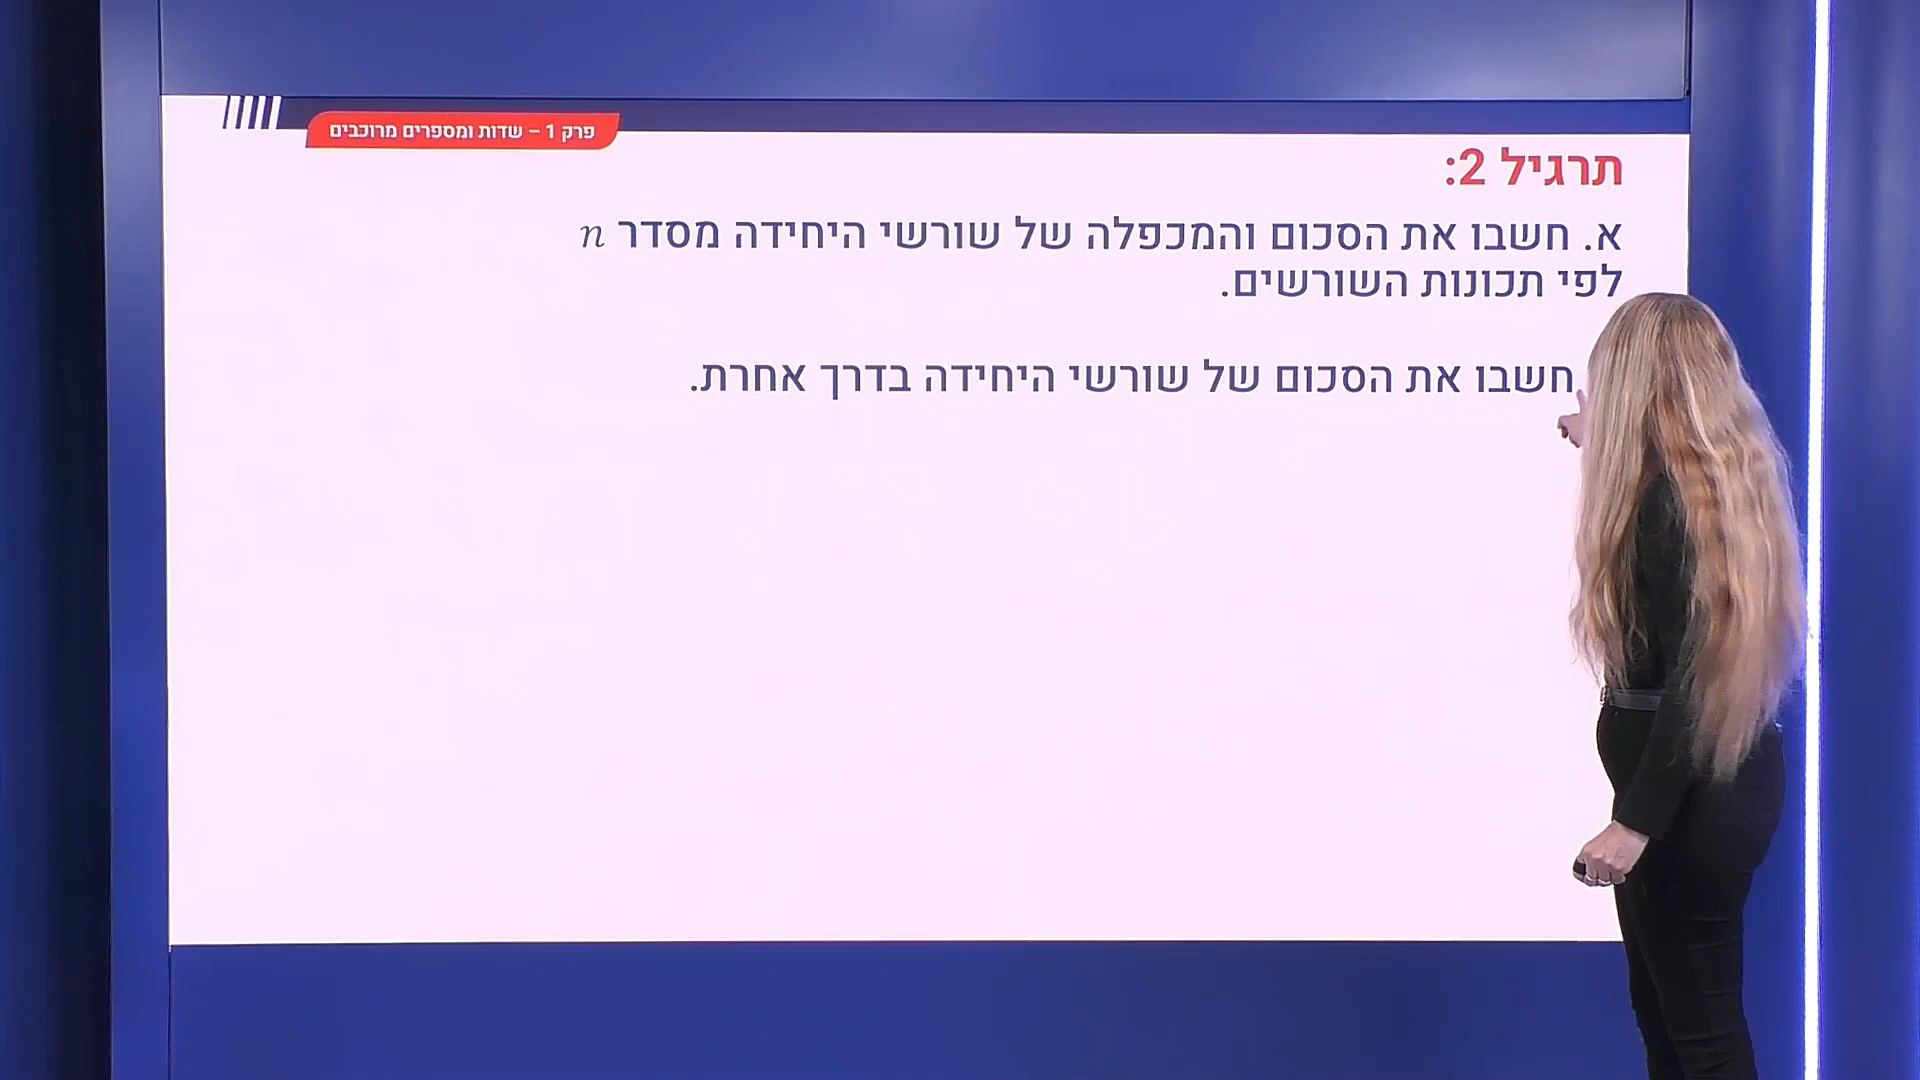 פרק 1 – שדות ומספרים מרוכבים
תרגיל 2:
א. חשבו את הסכום והמכפלה של שורשי היחידה מסדר n
לפי תכונות השורשים.
חשבו את הסכום של שורשי היחידה בדרך אחרת.